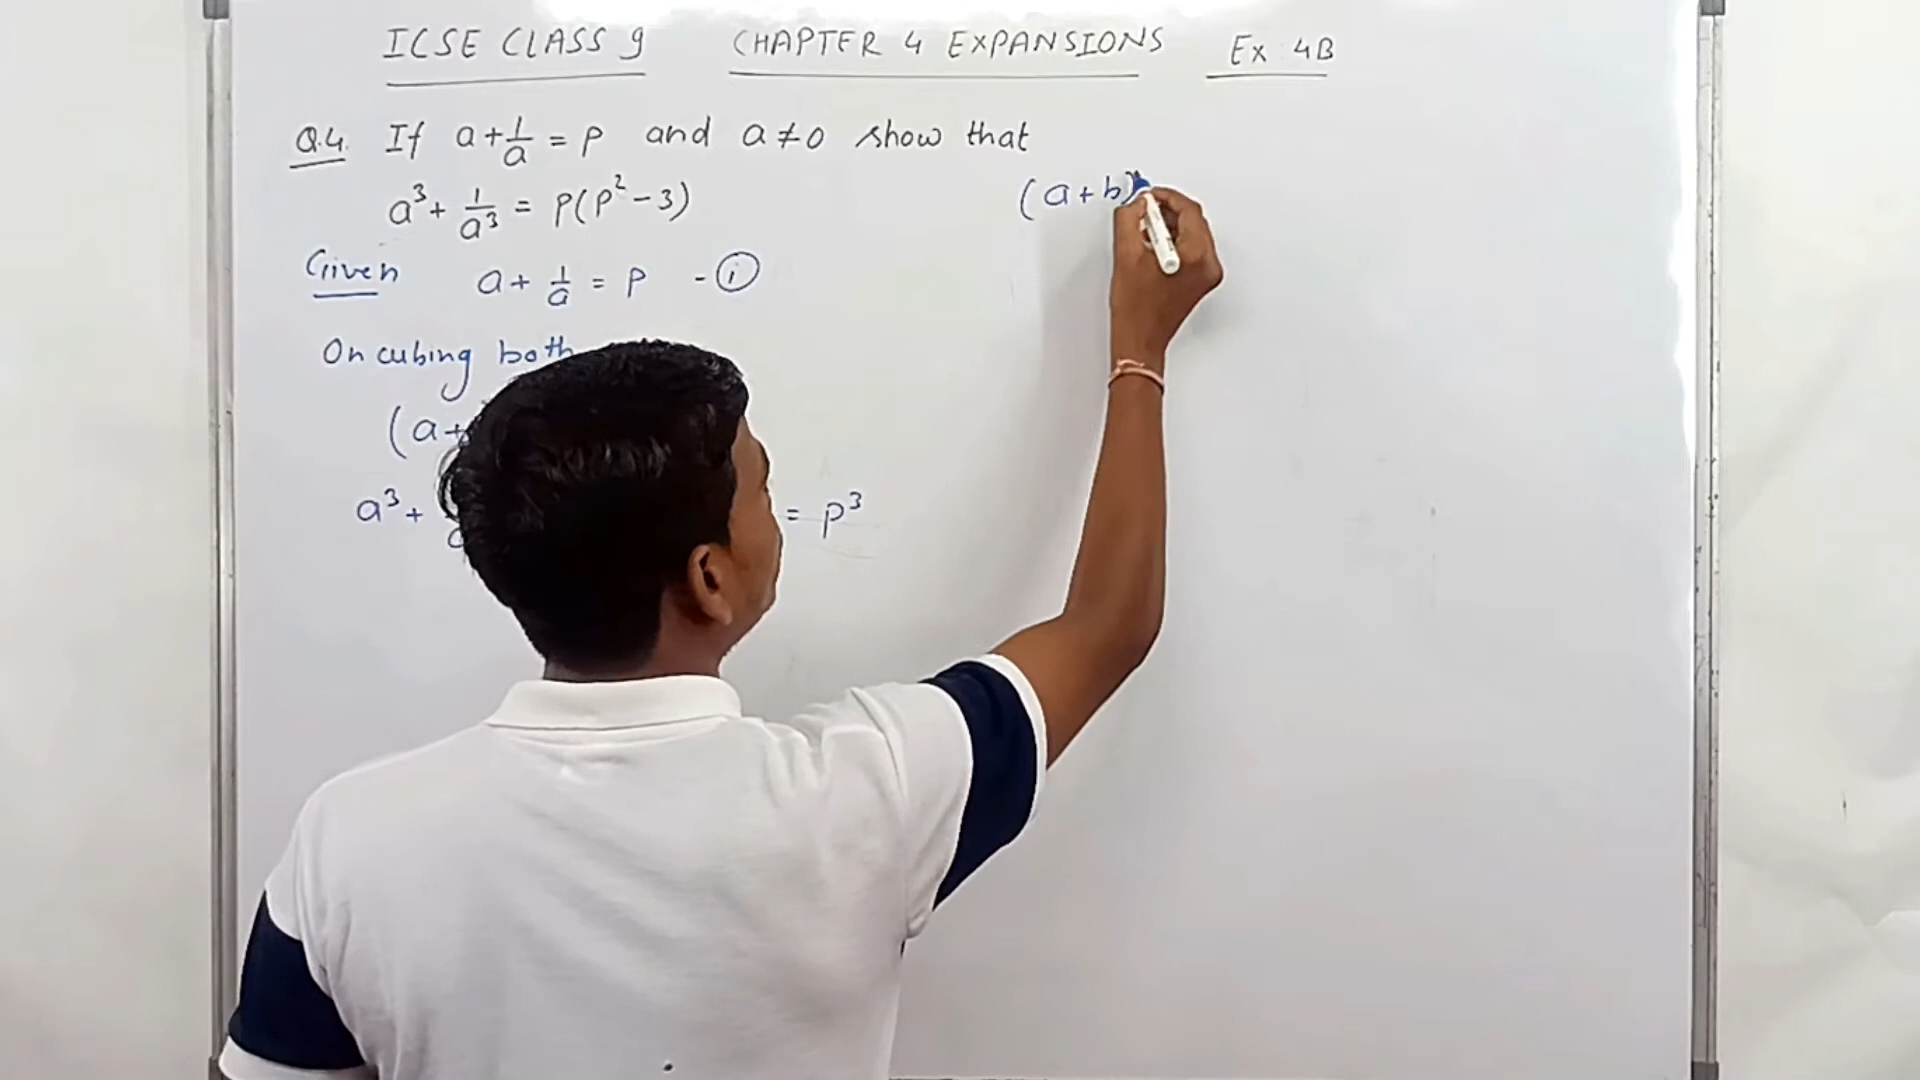 ICSE CLASS 9 CHAPTER 4 EXPANSIONS Ex 4B
Q.4. If a + 1/a = p and a ≠ 0 show that
a³ + 1/a³ = p(p² - 3)
(a + b)
Given a + 1/a = p - (i)
On cubing both
(a +
a³ + = p³